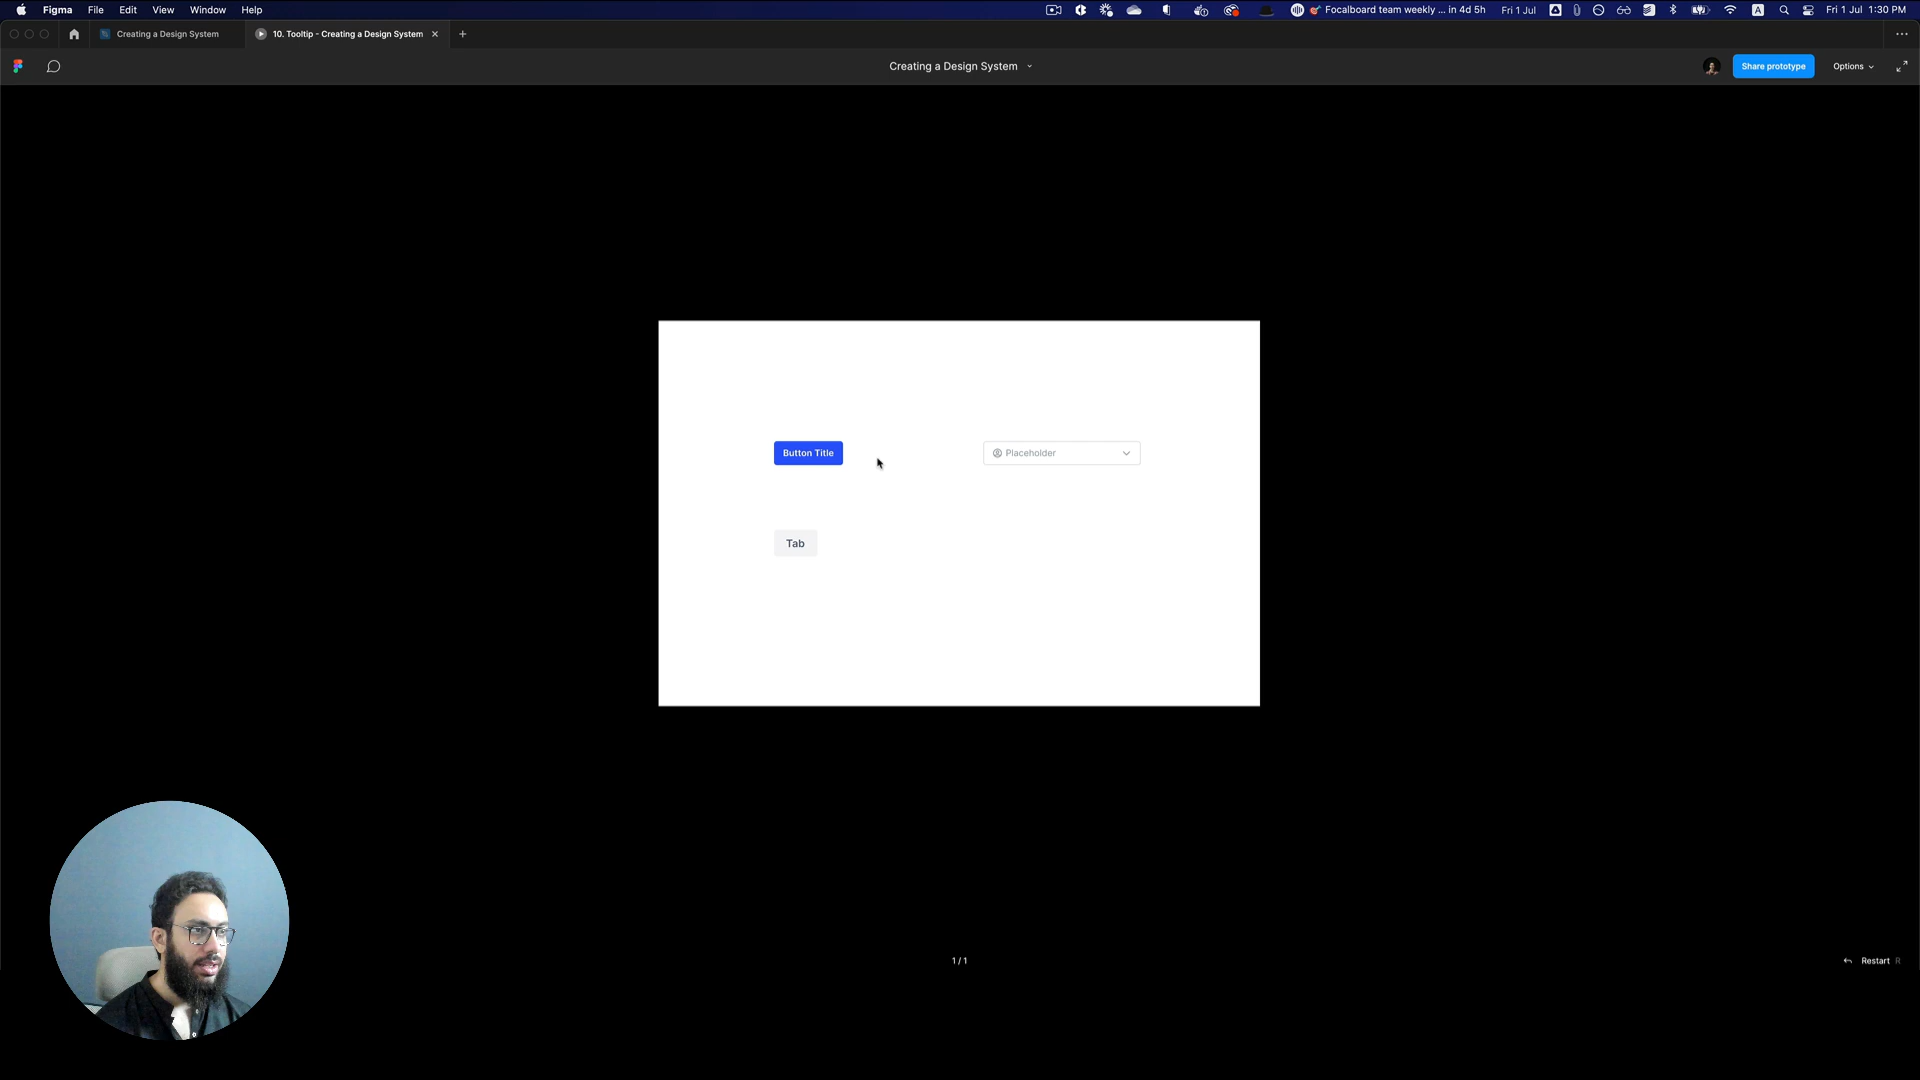 Figma File Edit View Window Help
Focalboard team weekly ... in 4d 5h Fri 1 Jul A Fri 1 Jul 1:30 PM
Creating a Design System 10. Tooltip - Creating a Design System
Creating a Design System
Share prototype Options
Button Title Placeholder
Tab
1 / 1 Restart R